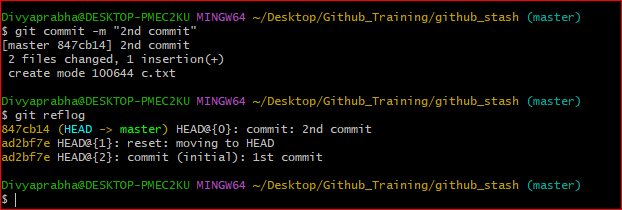 Divyaprabha@DESKTOP-PMEC2KU MINGW64 ~/Desktop/Github_Training/github_stash (master)
$ git commit -m "2nd commit"
[master 847cb14] 2nd commit
 2 files changed, 1 insertion(+)
 create mode 100644 c.txt
Divyaprabha@DESKTOP-PMEC2KU MINGW64 ~/Desktop/Github_Training/github_stash (master)
$ git reflog
847cb14 (HEAD -> master) HEAD@{0}: commit: 2nd commit
ad2bf7e HEAD@{1}: reset: moving to HEAD
ad2bf7e HEAD@{2}: commit (initial): 1st commit
Divyaprabha@DESKTOP-PMEC2KU MINGW64 ~/Desktop/Github_Training/github_stash (master)
$